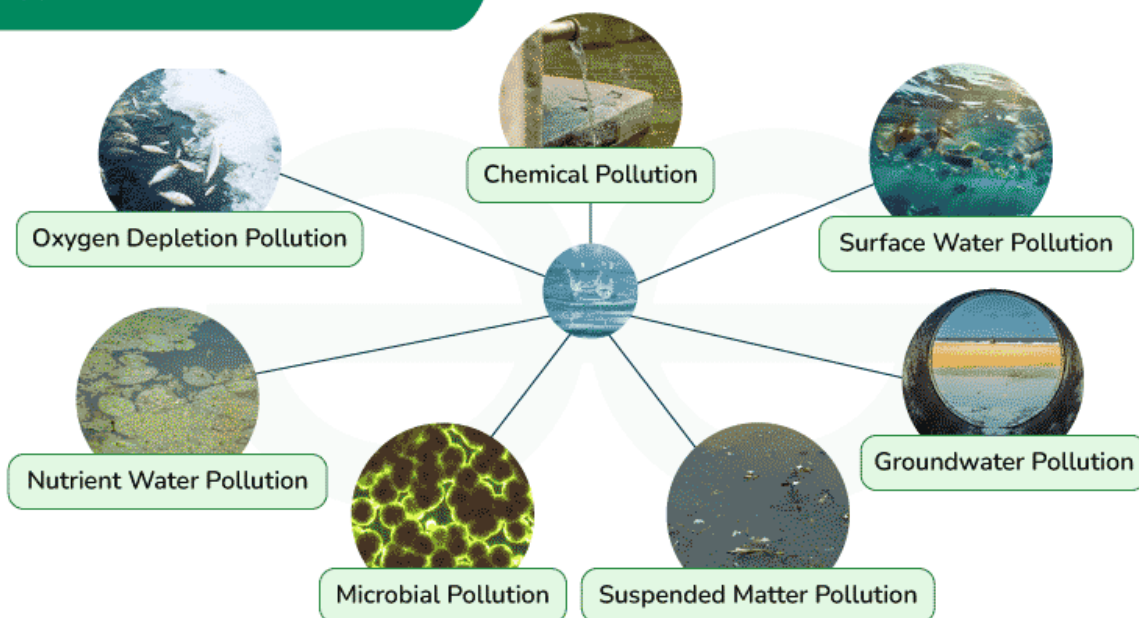 Chemical Pollution
Oxygen Depletion Pollution
Surface Water Pollution
Nutrient Water Pollution
Groundwater Pollution
Microbial Pollution
Suspended Matter Pollution